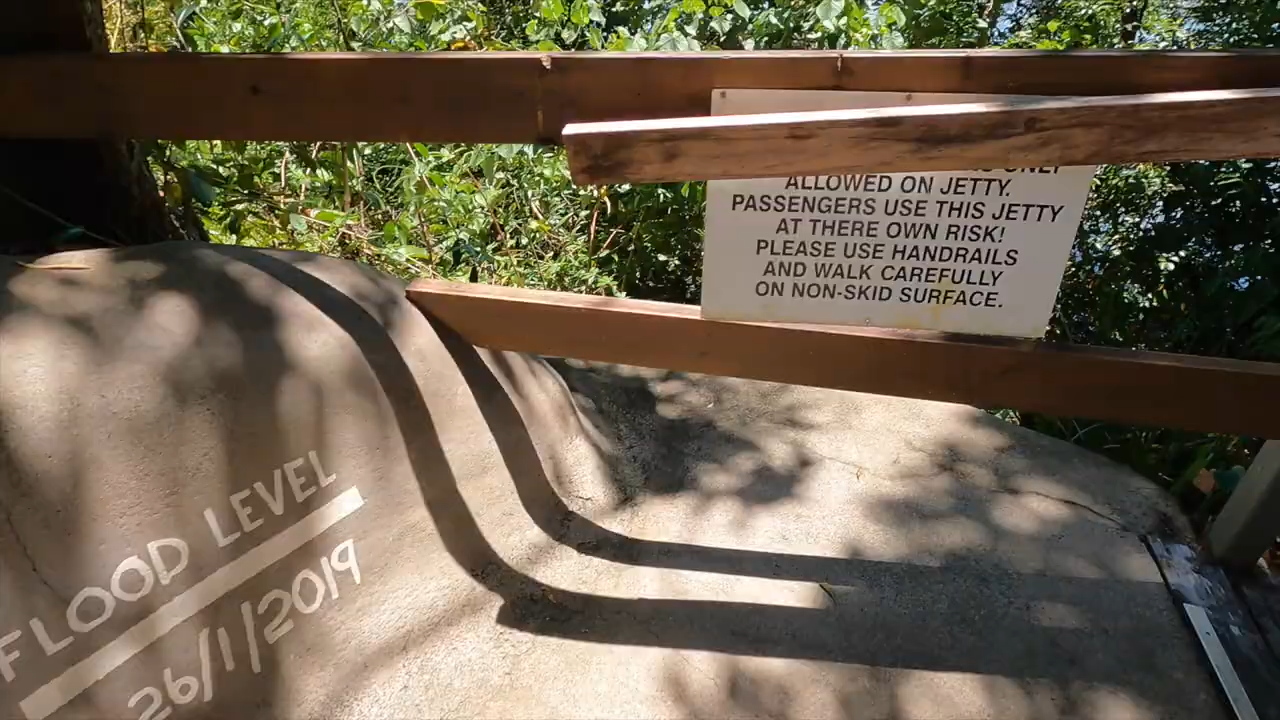 ONLY
ALLOWED ON JETTY.
PASSENGERS USE THIS JETTY
AT THERE OWN RISK!
PLEASE USE HANDRAILS
AND WALK CAREFULLY
ON NON-SKID SURFACE.
FLOOD LEVEL
26/1/2019